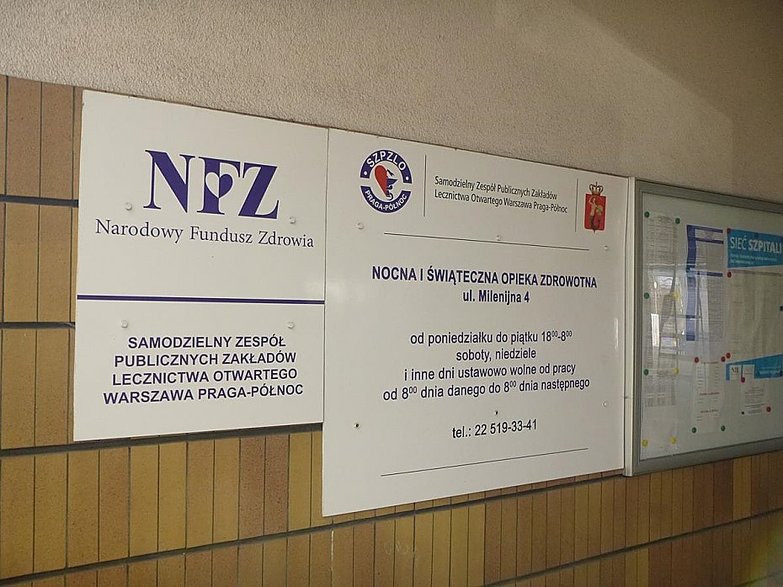 NFZ
Narodowy Fundusz Zdrowia
SAMODZIELNY ZESPÓŁ
PUBLICZNYCH ZAKŁADÓW
LECZNICTWA OTWARTEGO
WARSZAWA PRAGA-PÓŁNOC
SZPZLO
PRAGA-PÓŁNOC
Samodzielny Zespół Publicznych Zakładów
Lecznictwa Otwartego Warszawa Praga-Północ
NOCNA I ŚWIĄTECZNA OPIEKA ZDROWOTNA
ul. Milenijna 4
od poniedziałku do piątku 18⁰⁰-8⁰⁰
soboty, niedziele
i inne dni ustawowo wolne od pracy
od 8⁰⁰ dnia danego do 8⁰⁰ dnia następnego
tel.: 22 519-33-41
SIEĆ SZPITALI